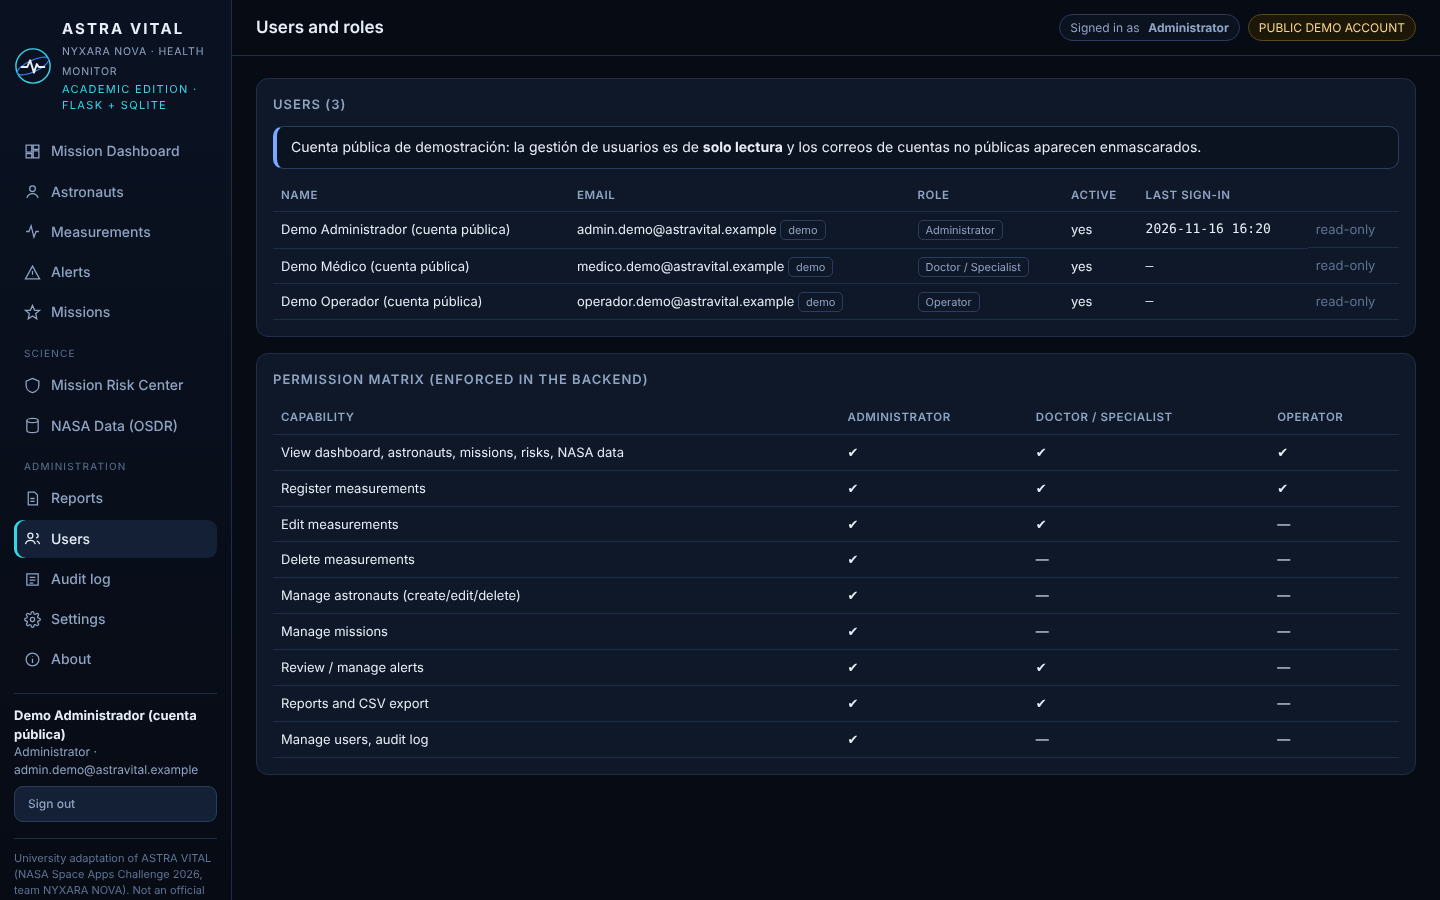 ASTRA VITAL
NYXARA NOVA · HEALTH
MONITOR
ACADEMIC EDITION ·
FLASK + SQLITE
Mission Dashboard
Astronauts
Measurements
Alerts
Missions
SCIENCE
Mission Risk Center
NASA Data (OSDR)
ADMINISTRATION
Reports
Users
Audit log
Settings
About
Demo Administrador (cuenta
pública)
Administrator ·
admin.demo@astravital.example
Sign out
University adaptation of ASTRA VITAL
(NASA Space Apps Challenge 2026,
team NYXARA NOVA). Not an official
Users and roles
Signed in as Administrator
PUBLIC DEMO ACCOUNT
USERS (3)
Cuenta pública de demostración: la gestión de usuarios es de solo lectura y los correos de cuentas no públicas aparecen enmascarados.
NAME EMAIL ROLE ACTIVE LAST SIGN-IN
Demo Administrador (cuenta pública) admin.demo@astravital.example demo Administrator yes 2026-11-16 16:20 read-only
Demo Médico (cuenta pública) medico.demo@astravital.example demo Doctor / Specialist yes — read-only
Demo Operador (cuenta pública) operador.demo@astravital.example demo Operator yes — read-only
PERMISSION MATRIX (ENFORCED IN THE BACKEND)
CAPABILITY ADMINISTRATOR DOCTOR / SPECIALIST OPERATOR
View dashboard, astronauts, missions, risks, NASA data ✔ ✔ ✔
Register measurements ✔ ✔ ✔
Edit measurements ✔ ✔ —
Delete measurements ✔ — —
Manage astronauts (create/edit/delete) ✔ — —
Manage missions ✔ — —
Review / manage alerts ✔ ✔ —
Reports and CSV export ✔ ✔ —
Manage users, audit log ✔ — —